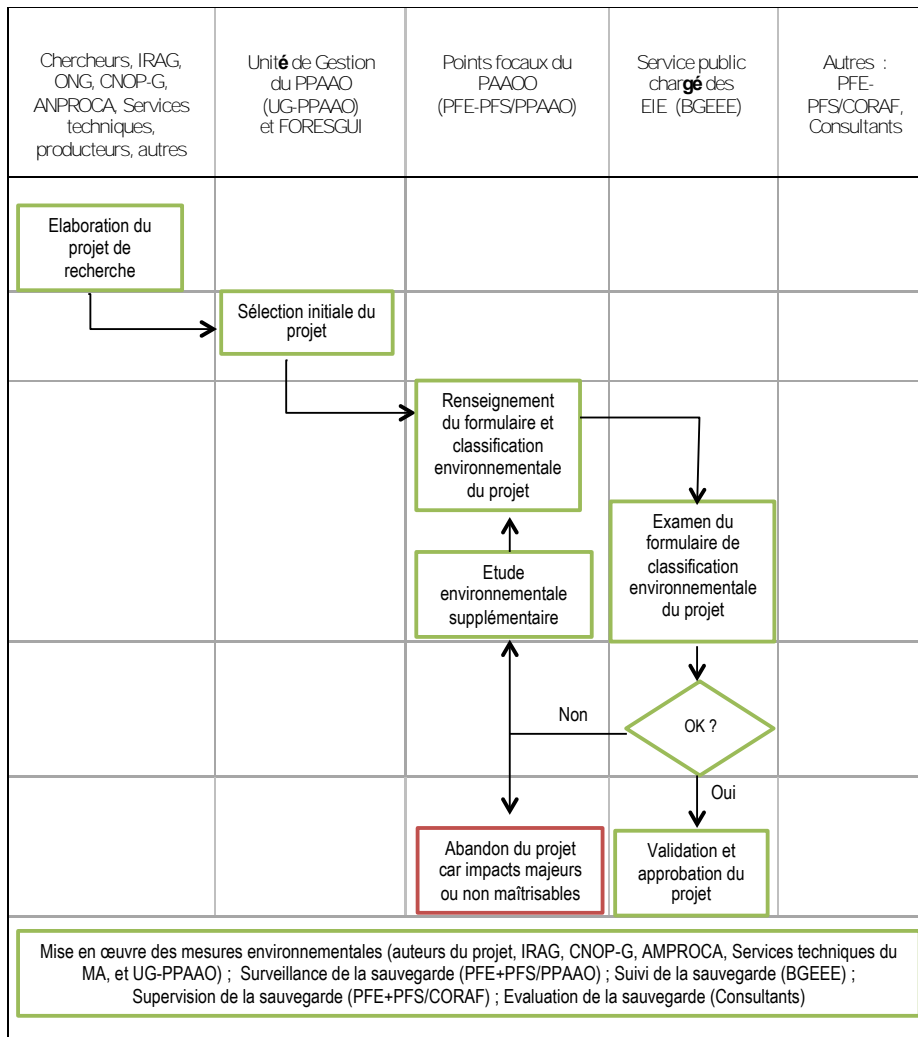 Chercheurs, IRAG,
ONG, CNOP-G,
ANPROCA, Services
techniques,
producteurs, autres
Unité de Gestion
du PPAAO
(UG-PPAAO)
et FORESGUI
Points focaux du
PAAOO
(PFE-PFS/PPAAO)
Service public
chargé des
EIE (BGEEE)
Autres :
PFE-
PFS/CORAF,
Consultants
Elaboration du
projet de
recherche
Sélection initiale du
projet
Renseignement
du formulaire et
classification
environnementale
du projet
Examen du
formulaire de
classification
environnementale
du projet
Etude
environnementale
supplémentaire
Non
OK ?
Oui
Abandon du projet
car impacts majeurs
ou non maîtrisables
Validation et
approbation du
projet
Mise en œuvre des mesures environnementales (auteurs du projet, IRAG, CNOP-G, AMPROCA, Services techniques du
MA, et UG-PPAAO) ; Surveillance de la sauvegarde (PFE+PFS/PPAAO) ; Suivi de la sauvegarde (BGEEE) ;
Supervision de la sauvegarde (PFE+PFS/CORAF) ; Evaluation de la sauvegarde (Consultants)